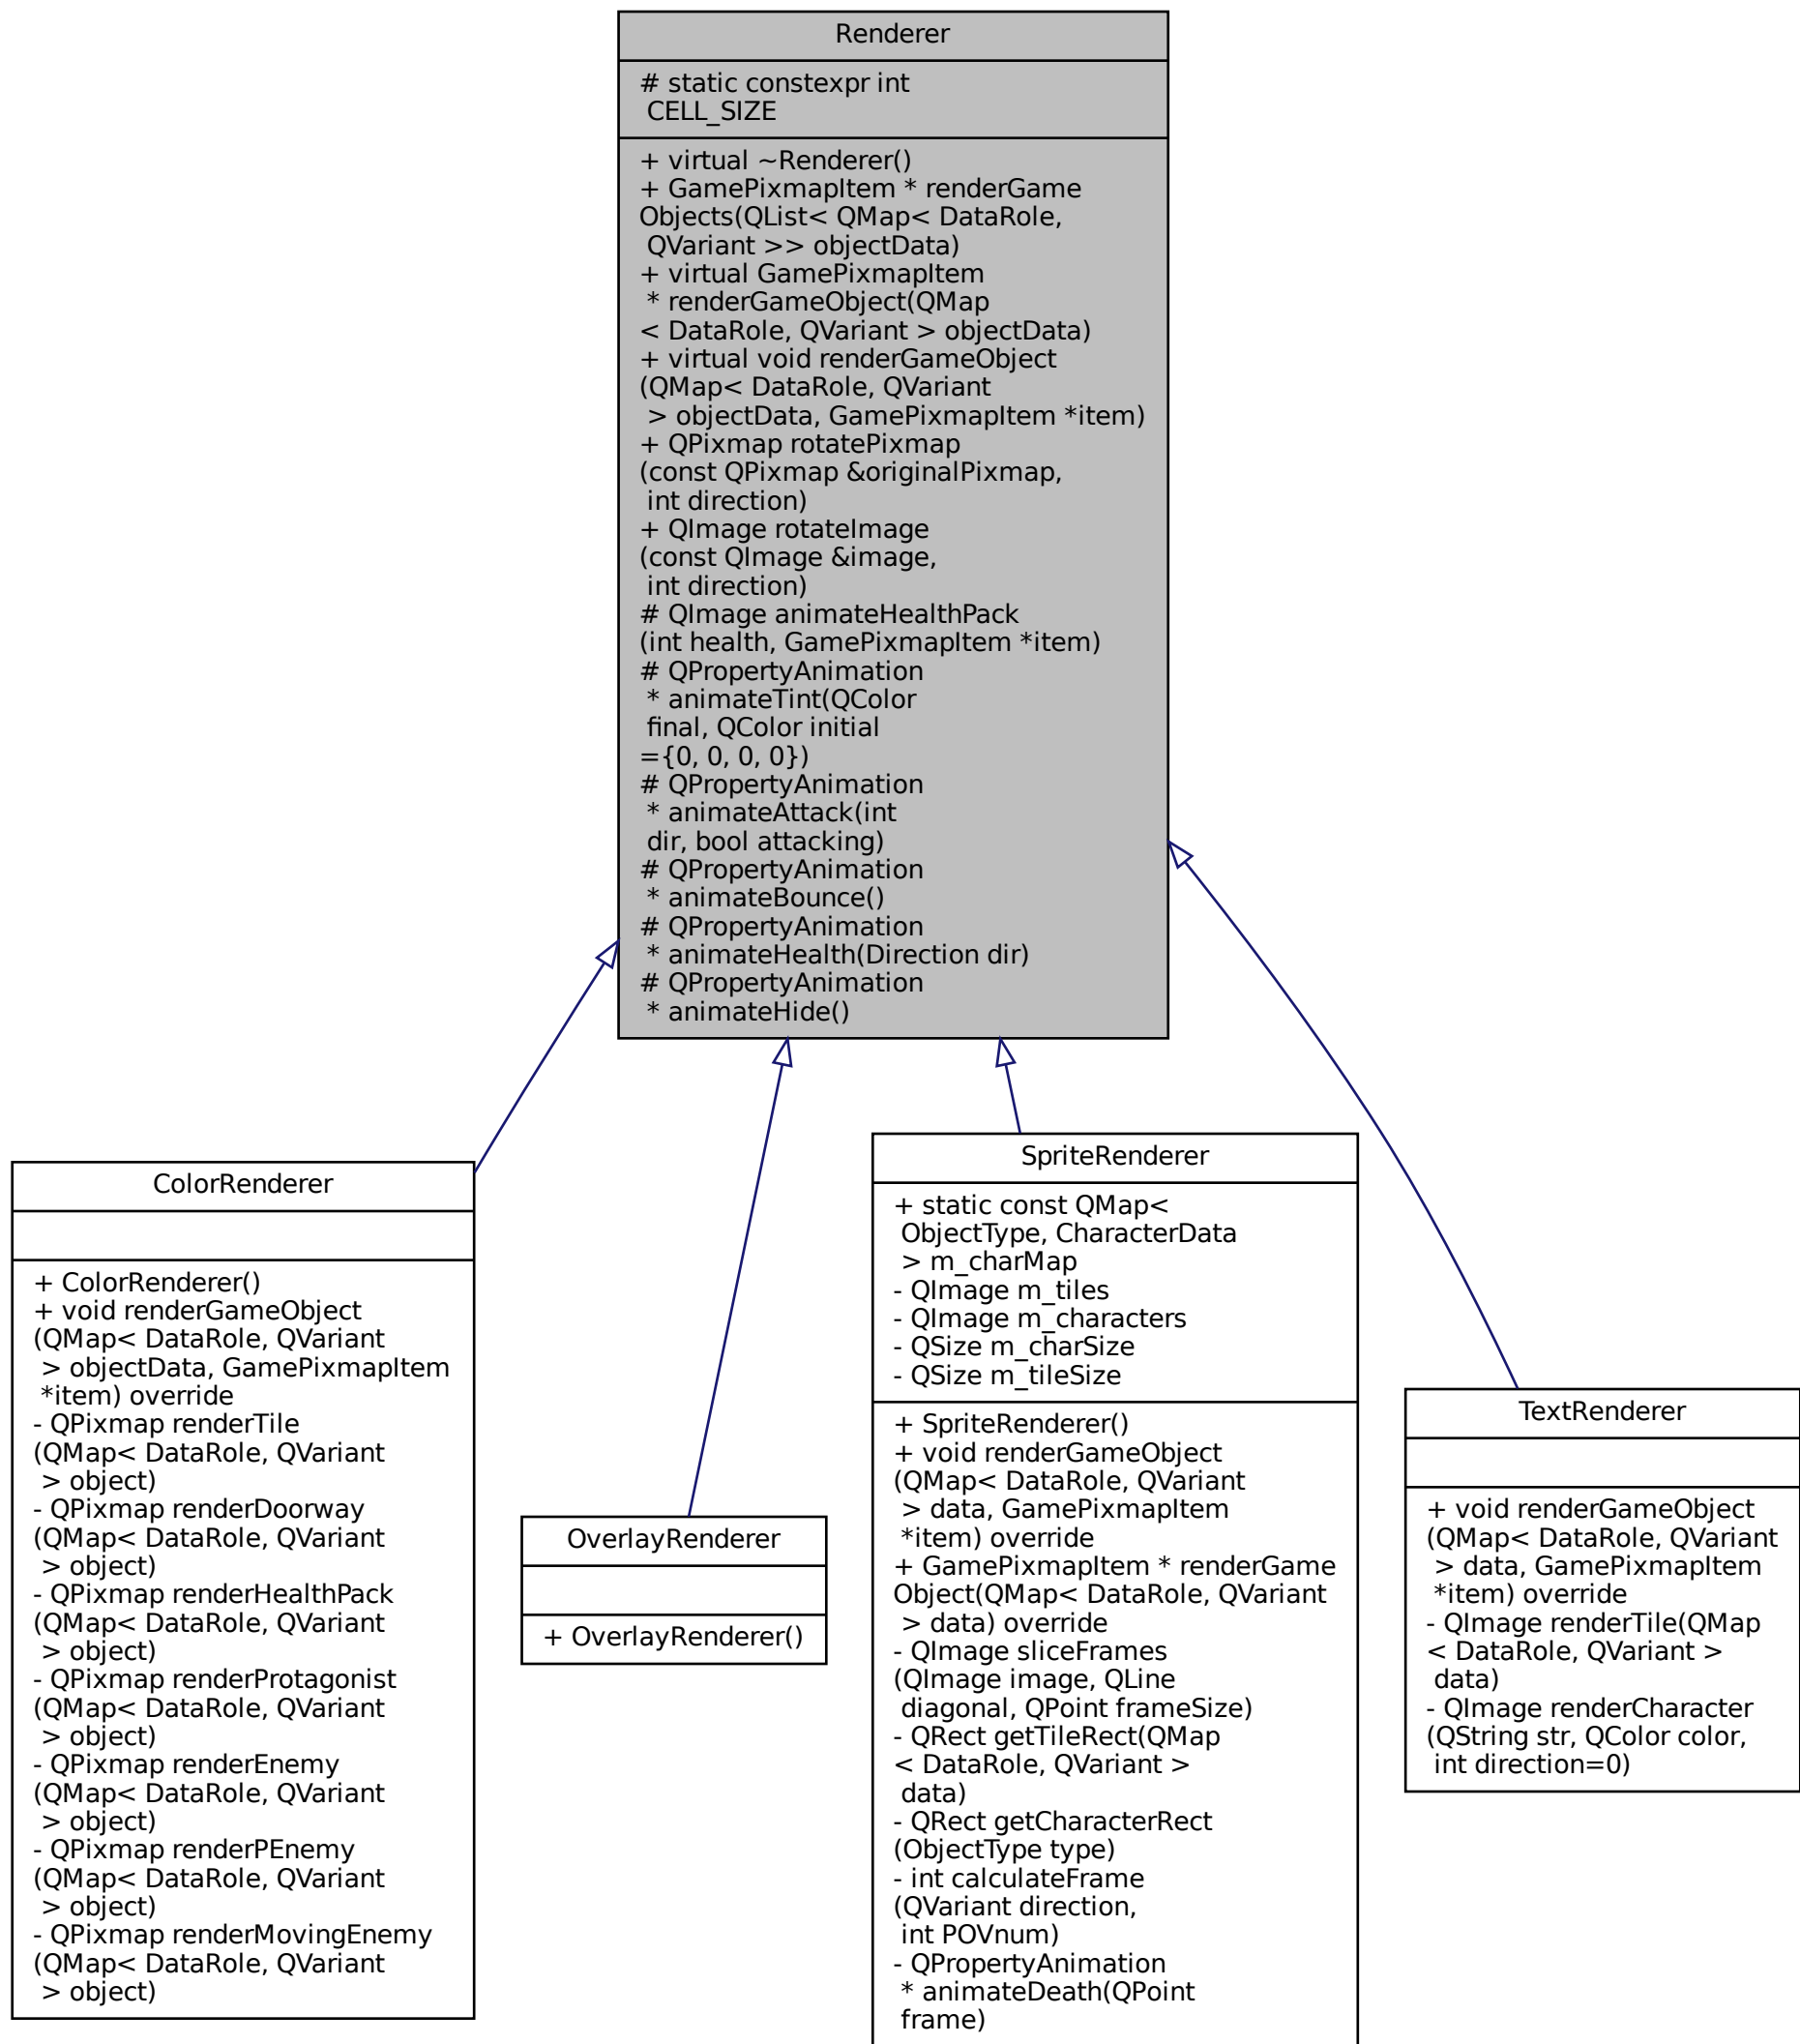 Renderer
# static constexpr int
CELL_SIZE
+ virtual ~Renderer()
+ GamePixmapItem * renderGame
Objects(QList< QMap< DataRole,
QVariant >> objectData)
+ virtual GamePixmapItem
* renderGameObject(QMap
< DataRole, QVariant > objectData)
+ virtual void renderGameObject
(QMap< DataRole, QVariant
> objectData, GamePixmapItem *item)
+ QPixmap rotatePixmap
(const QPixmap &originalPixmap,
int direction)
+ QImage rotateImage
(const QImage &image,
int direction)
# QImage animateHealthPack
(int health, GamePixmapItem *item)
# QPropertyAnimation
* animateTint(QColor
final, QColor initial
={0, 0, 0, 0})
# QPropertyAnimation
* animateAttack(int
dir, bool attacking)
# QPropertyAnimation
* animateBounce()
# QPropertyAnimation
* animateHealth(Direction dir)
# QPropertyAnimation
* animateHide()
ColorRenderer
+ ColorRenderer()
+ void renderGameObject
(QMap< DataRole, QVariant
> objectData, GamePixmapItem
*item) override
- QPixmap renderTile
(QMap< DataRole, QVariant
> object)
- QPixmap renderDoorway
(QMap< DataRole, QVariant
> object)
- QPixmap renderHealthPack
(QMap< DataRole, QVariant
> object)
- QPixmap renderProtagonist
(QMap< DataRole, QVariant
> object)
- QPixmap renderEnemy
(QMap< DataRole, QVariant
> object)
- QPixmap renderPEnemy
(QMap< DataRole, QVariant
> object)
- QPixmap renderMovingEnemy
(QMap< DataRole, QVariant
> object)
OverlayRenderer
+ OverlayRenderer()
SpriteRenderer
+ static const QMap<
ObjectType, CharacterData
> m_charMap
- QImage m_tiles
- QImage m_characters
- QSize m_charSize
- QSize m_tileSize
+ SpriteRenderer()
+ void renderGameObject
(QMap< DataRole, QVariant
> data, GamePixmapItem
*item) override
+ GamePixmapItem * renderGame
Object(QMap< DataRole, QVariant
> data) override
- QImage sliceFrames
(QImage image, QLine
diagonal, QPoint frameSize)
- QRect getTileRect(QMap
< DataRole, QVariant >
data)
- QRect getCharacterRect
(ObjectType type)
- int calculateFrame
(QVariant direction,
int POVnum)
- QPropertyAnimation
* animateDeath(QPoint
frame)
TextRenderer
+ void renderGameObject
(QMap< DataRole, QVariant
> data, GamePixmapItem
*item) override
- QImage renderTile(QMap
< DataRole, QVariant >
data)
- QImage renderCharacter
(QString str, QColor color,
int direction=0)